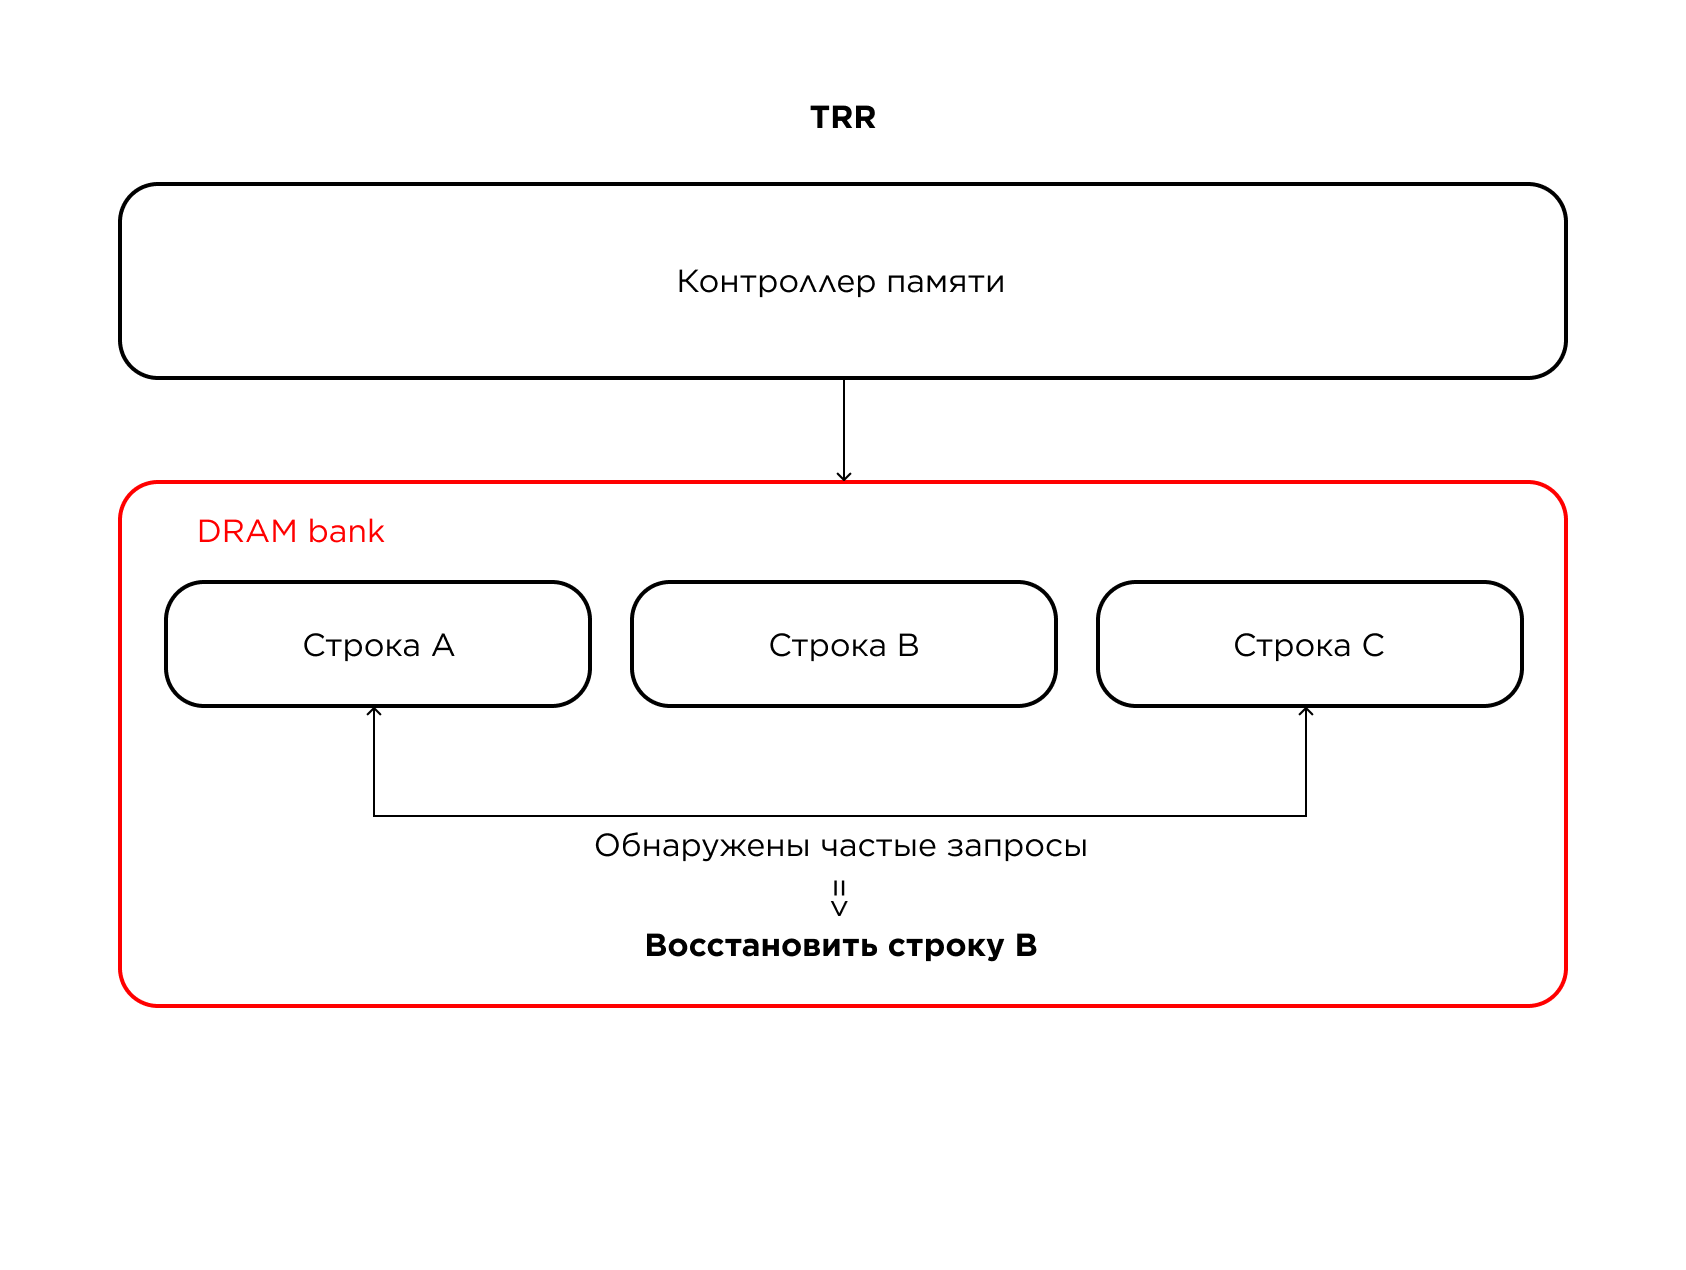 TRR
Контроллер памяти
DRAM bank
Строка A
Строка B
Строка C
Обнаружены частые запросы
=>
Восстановить строку B